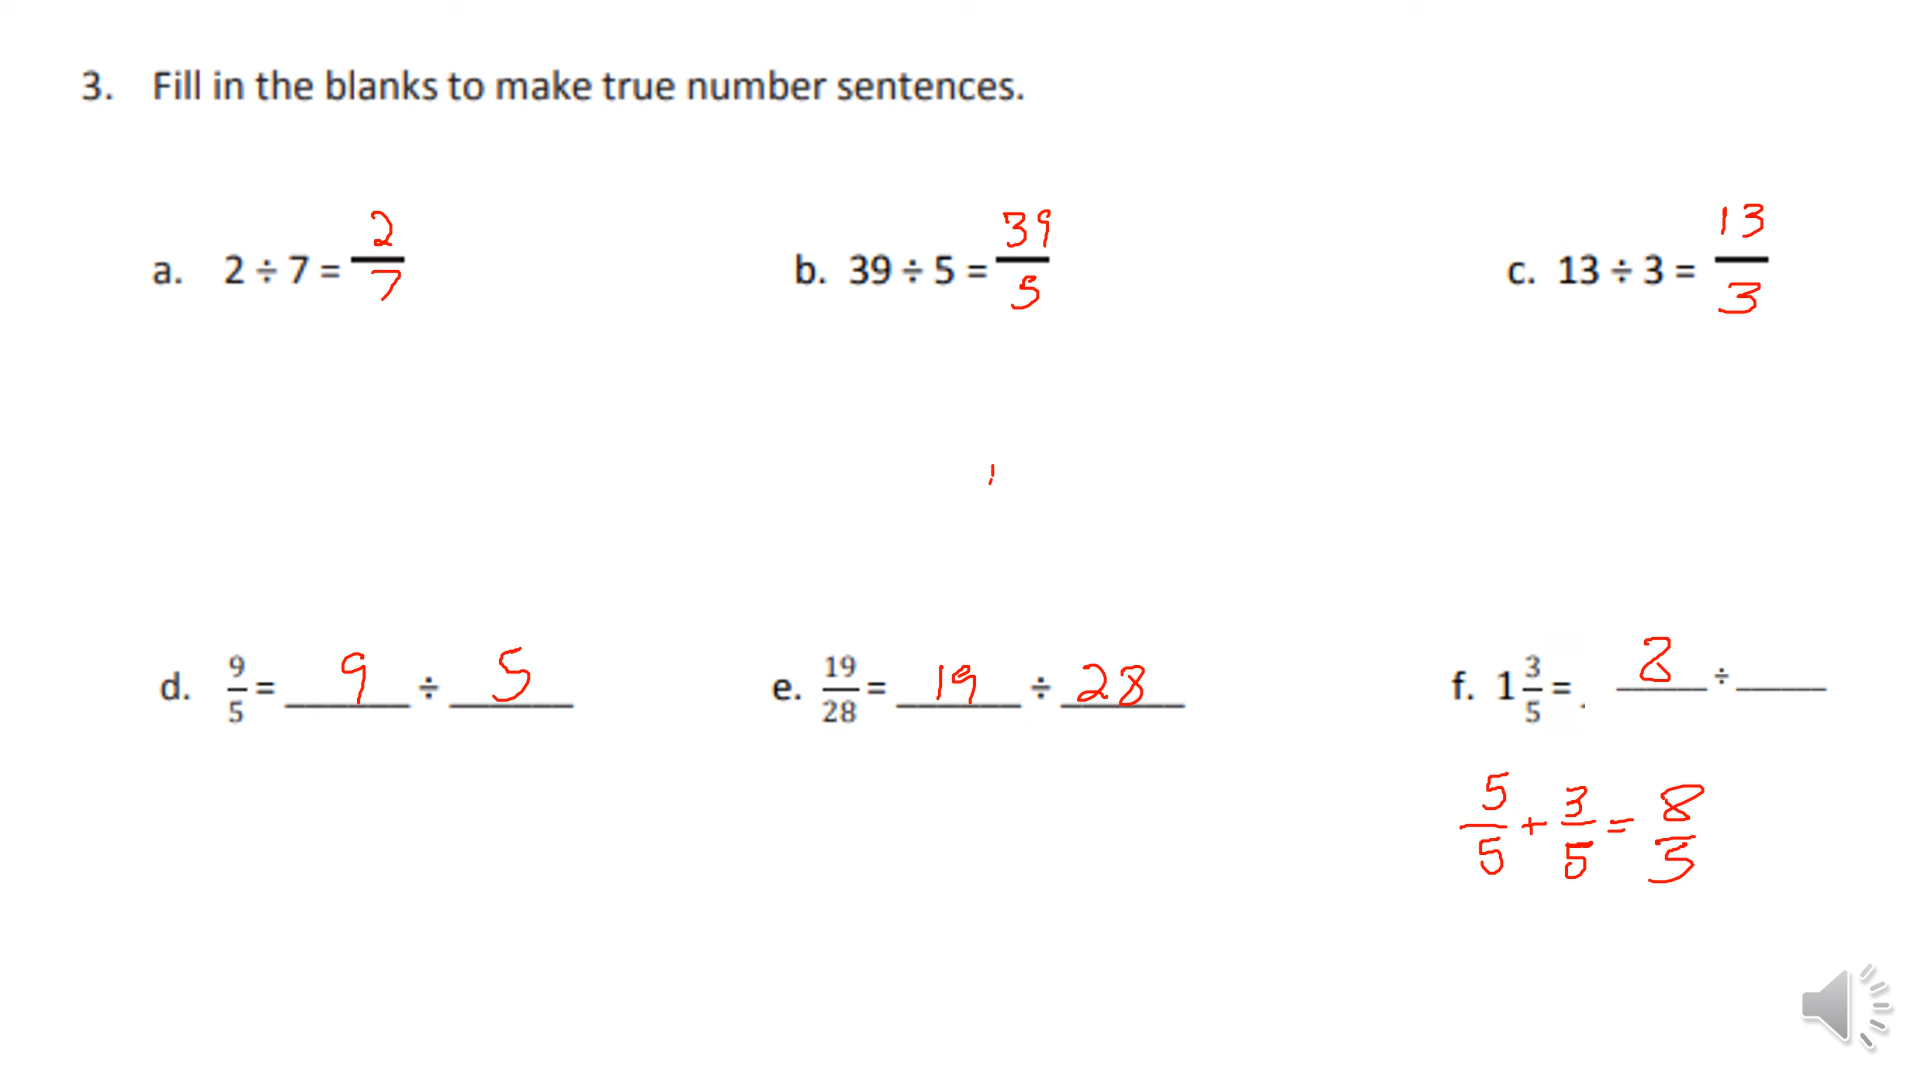 3. Fill in the blanks to make true number sentences.
a. 2 ÷ 7 = 2/7
b. 39 ÷ 5 = 39/5
c. 13 ÷ 3 = 13/3
d. 9/5 = 9 ÷ 5
e. 19/28 = 19 ÷ 28
f. 1 3/5 = 8 ÷ ____
5/5 + 3/5 = 8/5